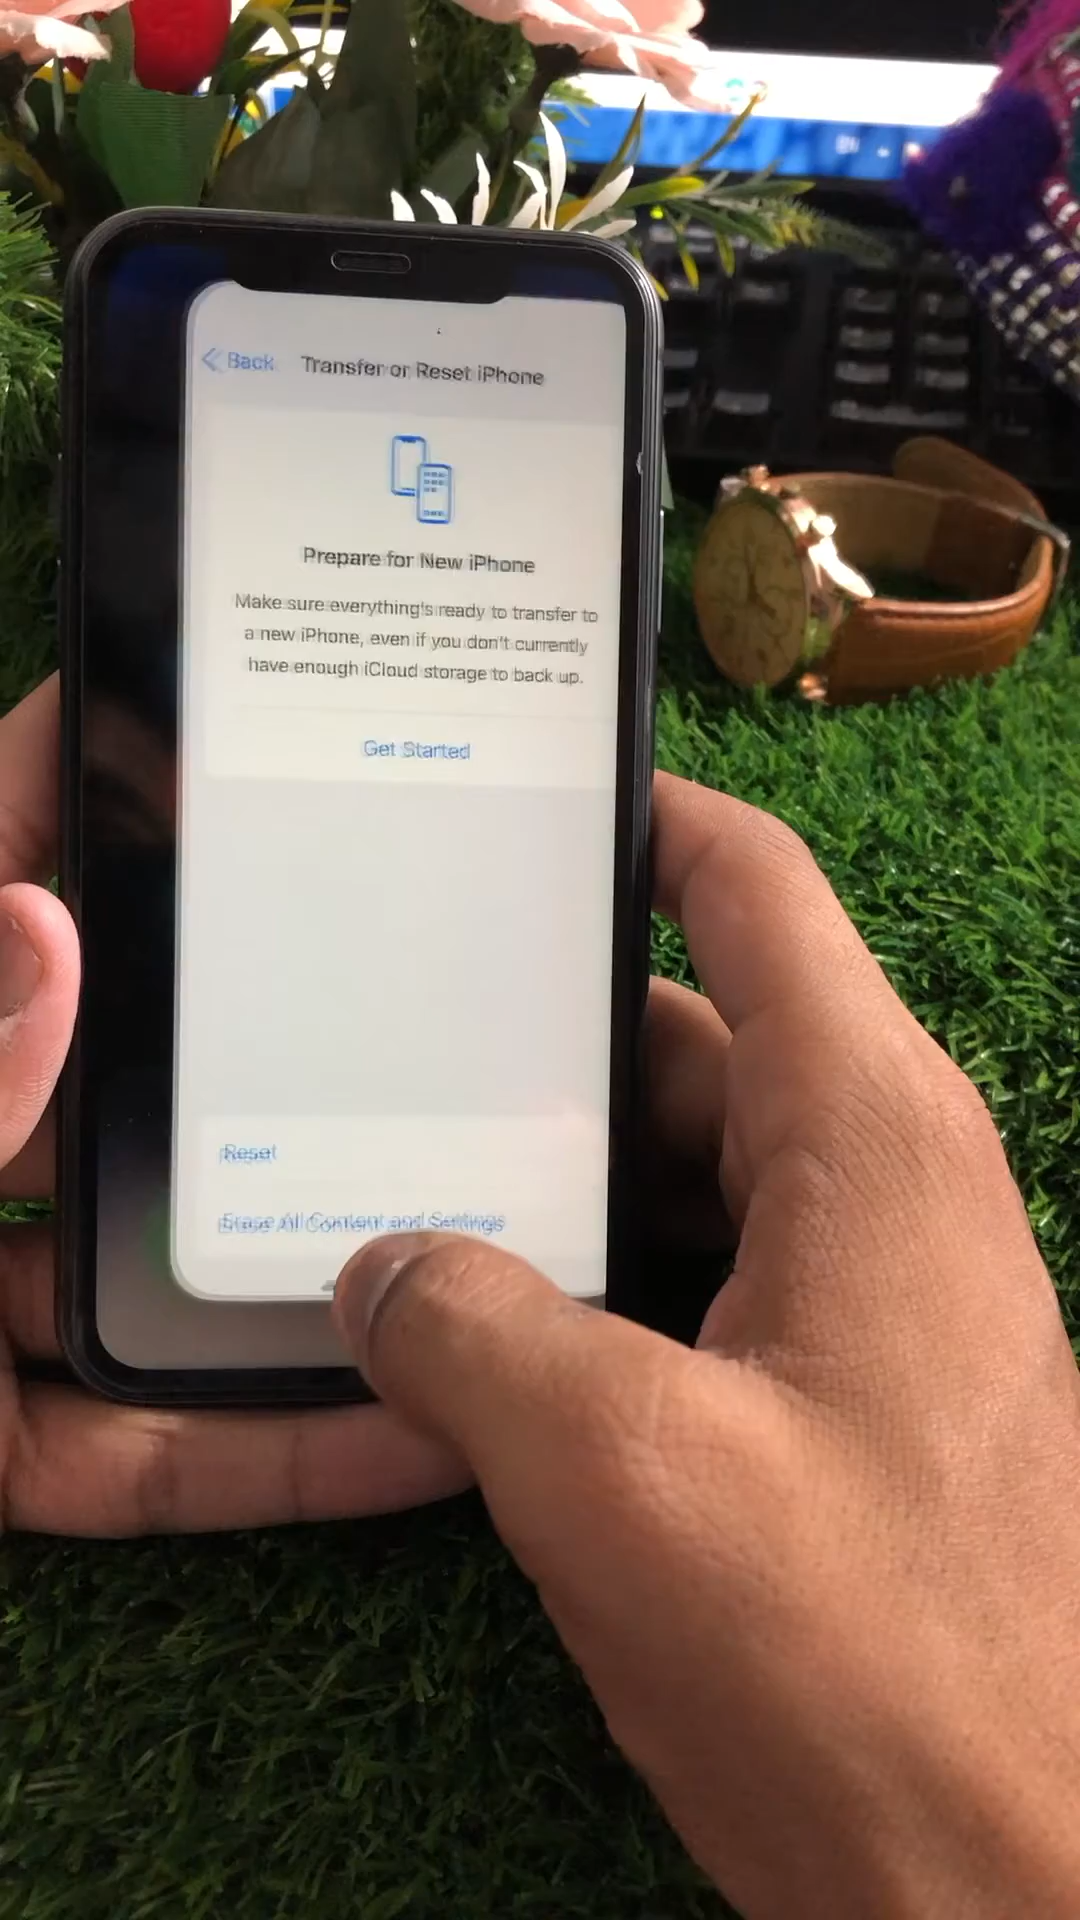 Back
Transfer or Reset iPhone
Prepare for New iPhone
Make sure everything's ready to transfer to
a new iPhone, even if you don't currently
have enough iCloud storage to back up.
Get Started
Reset
Erase All Content and Settings